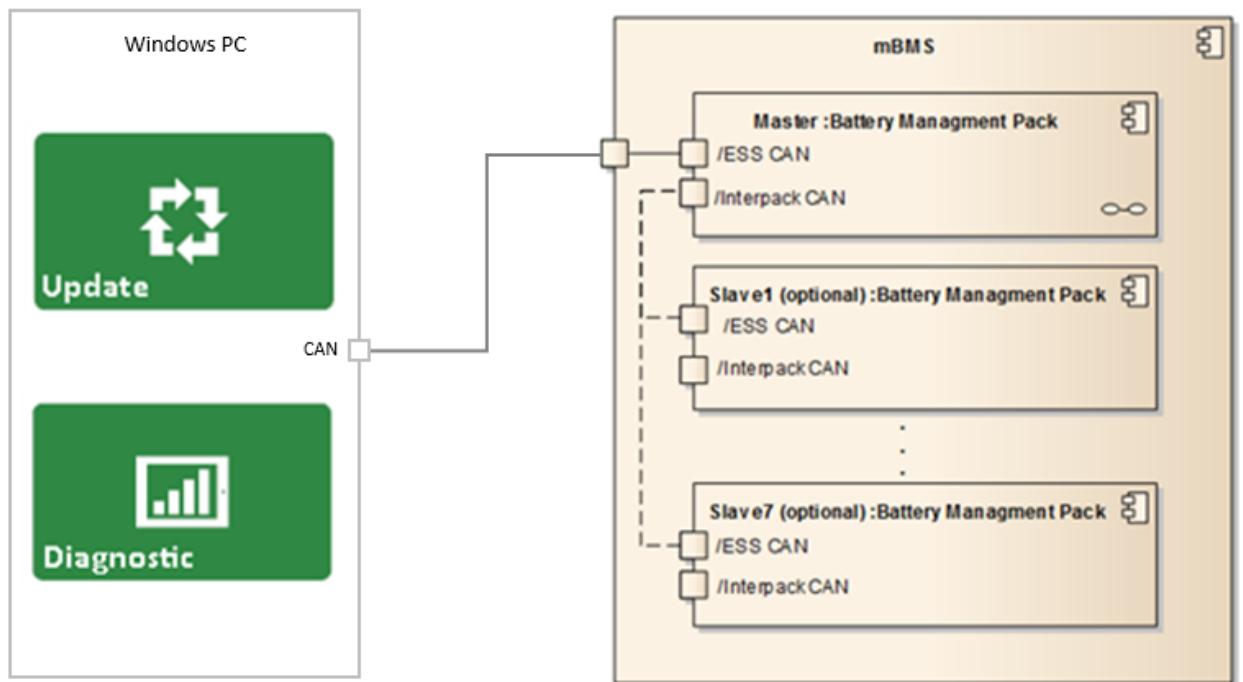 Windows PC
Update
CAN
Diagnostic
mBMS
Master :Battery Managment Pack
/ESS CAN
/Interpack CAN
Slave1 (optional) :Battery Managment Pack
/ESS CAN
/Interpack CAN
Slave7 (optional) :Battery Managment Pack
/ESS CAN
/Interpack CAN